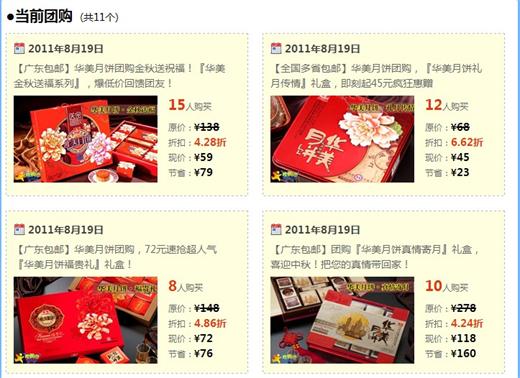 ●当前团购 (共11个)
2011年8月19日
【广东包邮】华美月饼团购金秋送祝福！『华美
金秋送福系列』，爆低价回馈团友！
15人购买
原价：¥138
折扣：4.28折
现价：¥59
节省：¥79
2011年8月19日
【全国多省包邮】华美月饼团购，『华美月饼礼
月传情』礼盒，即刻起45元疯狂惠赠
12人购买
原价：¥68
折扣：6.62折
现价：¥45
节省：¥23
2011年8月19日
【广东包邮】华美月饼团购，72元速抢超人气
『华美月饼福贵礼』礼盒！
8人购买
原价：¥148
折扣：4.86折
现价：¥72
节省：¥76
2011年8月19日
【广东包邮】团购『华美月饼真情寄月』礼盒，
喜迎中秋！把您的真情带回家！
10人购买
原价：¥278
折扣：4.24折
现价：¥118
节省：¥160